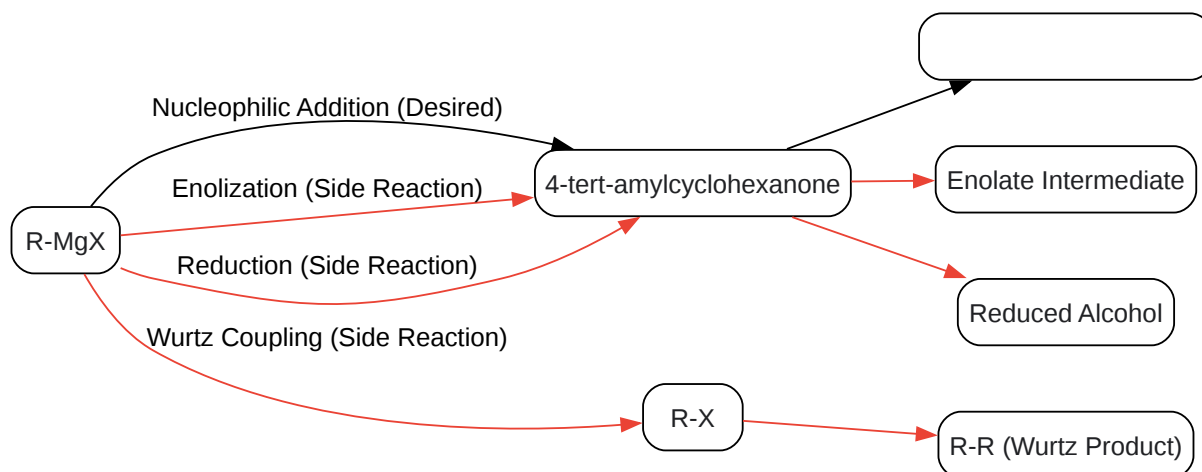 Nucleophilic Addition (Desired)
Enolization (Side Reaction)
4-tert-amylcyclohexanone
Enolate Intermediate
R-MgX
Reduction (Side Reaction)
Reduced Alcohol
Wurtz Coupling (Side Reaction)
R-X
R-R (Wurtz Product)